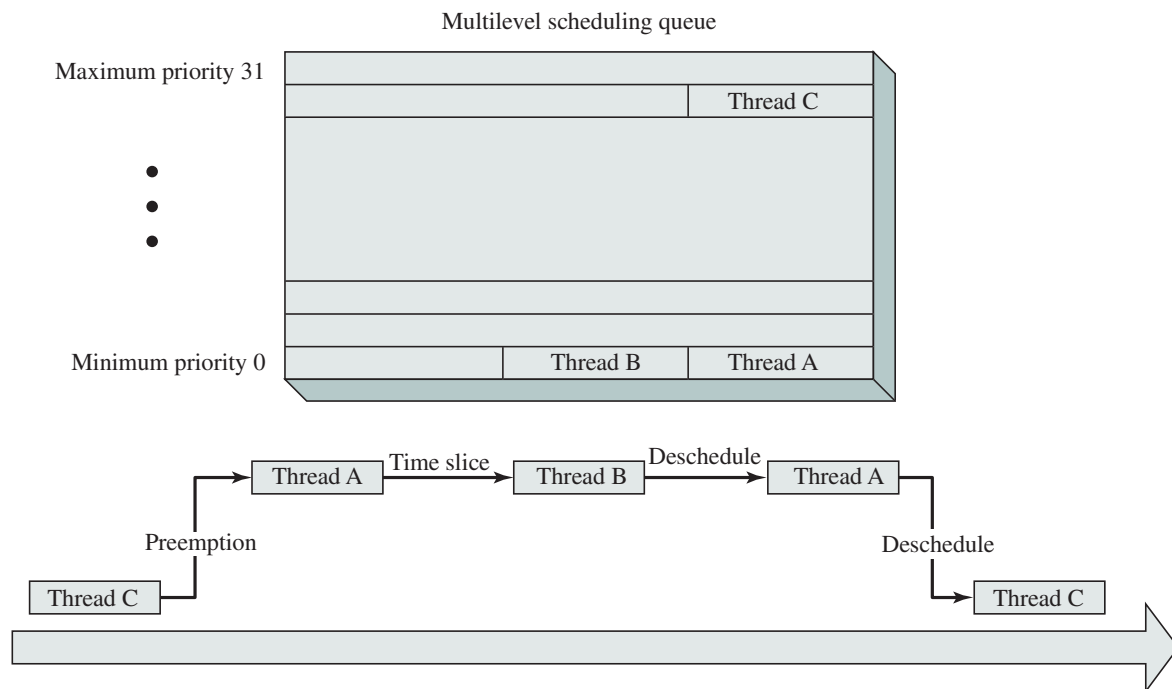 Multilevel scheduling queue
Maximum priority 31
Thread C
Minimum priority 0
Thread B
Thread A
Thread A
Time slice
Thread B
Deschedule
Thread A
Preemption
Deschedule
Thread C
Thread C